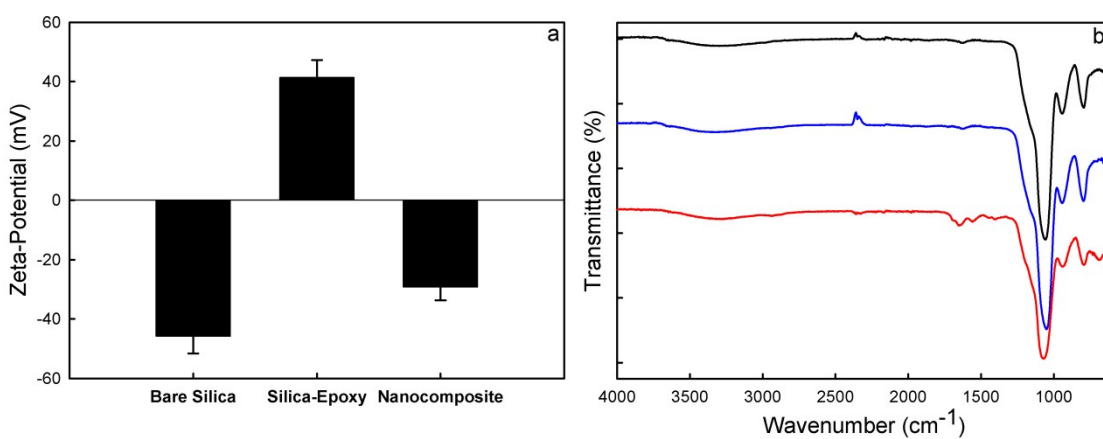 a
Zeta-Potential (mV)
60
40
20
0
-20
-40
-60
Bare Silica Silica-Epoxy Nanocomposite
b
Transmittance (%)
4000 3500 3000 2500 2000 1500 1000
Wavenumber (cm-1)